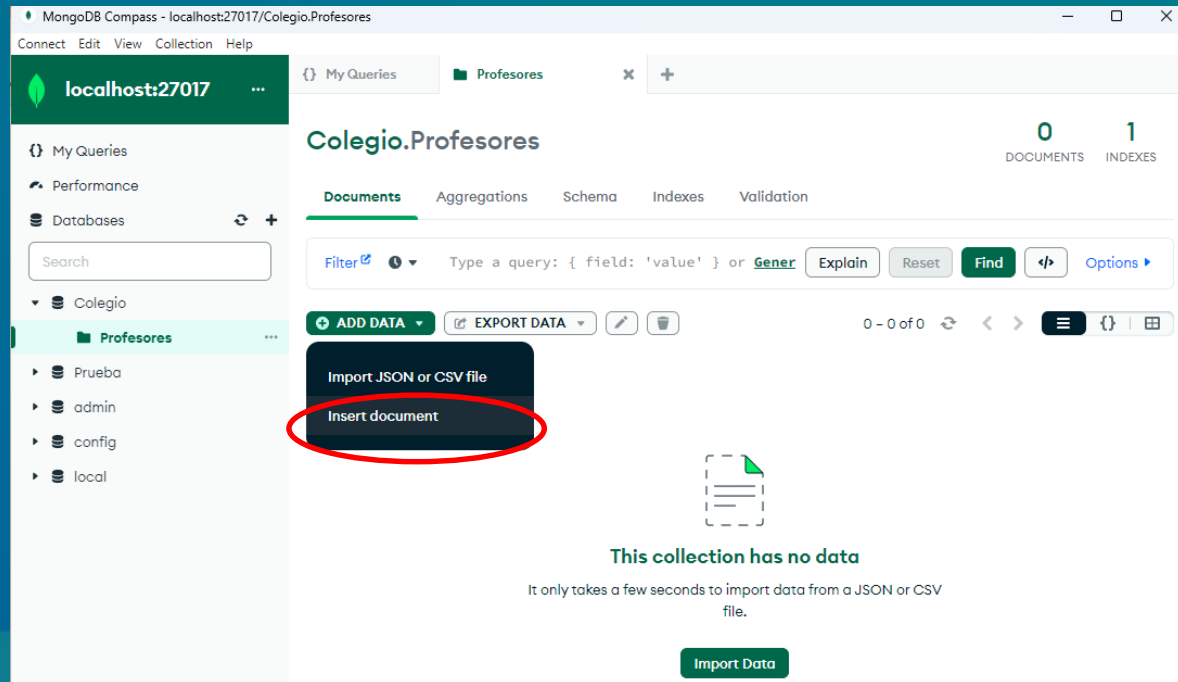 MongoDB Compass - localhost:27017/Colegio.Profesores
Connect Edit View Collection Help
localhost:27017 ...
{} My Queries
Profesores
{} My Queries
Performance
Databases
Search
Colegio
Profesores ...
Prueba
admin
config
local
Colegio.Profesores
0 DOCUMENTS
1 INDEXES
Documents Aggregations Schema Indexes Validation
Filter Type a query: { field: 'value' } or Gener Explain Reset Find </> Options
ADD DATA EXPORT DATA 0 – 0 of 0 {}
Import JSON or CSV file
Insert document
This collection has no data
It only takes a few seconds to import data from a JSON or CSV
file.
Import Data